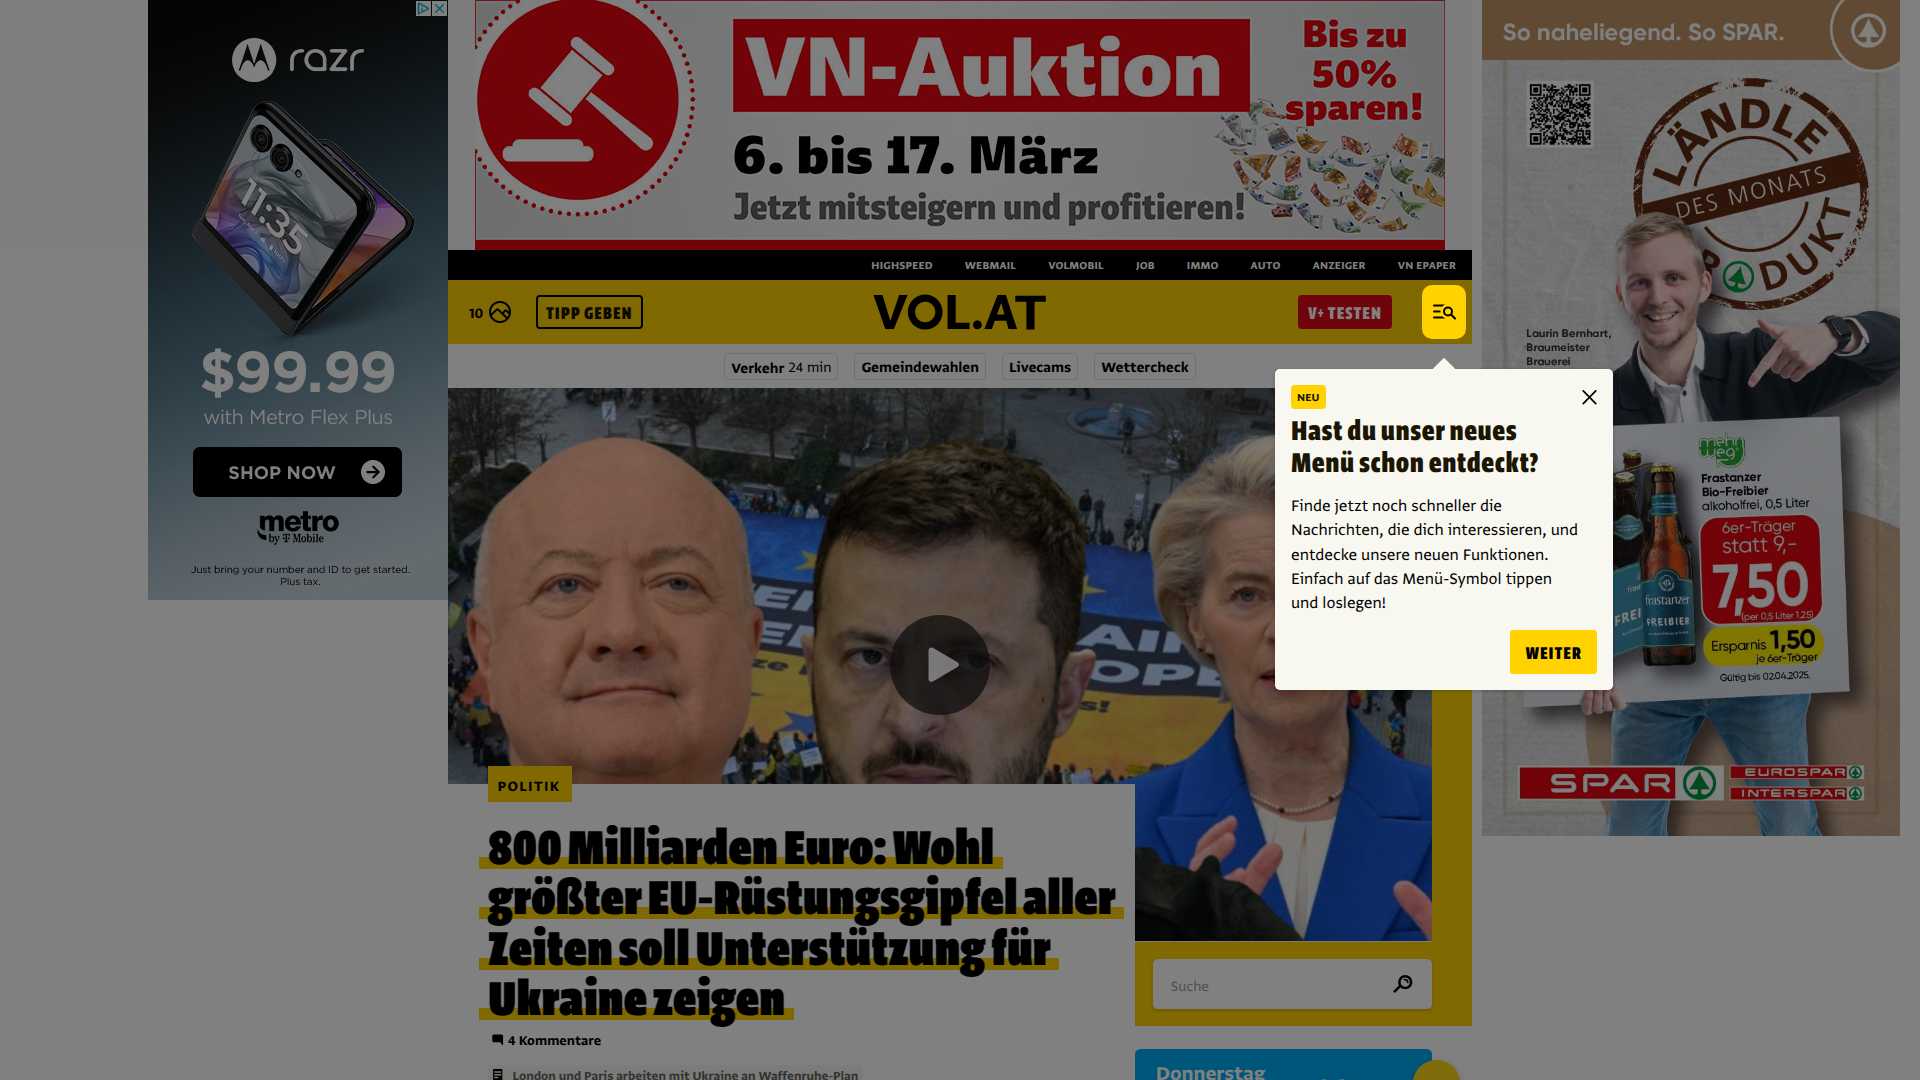 razr
11:35
$99.99
with Metro Flex Plus
SHOP NOW
metro
by T Mobile
Just bring your number and ID to get started.
Plus tax.
VN-Auktion
6. bis 17. März
Jetzt mitsteigern und profitieren!
Bis zu
50%
sparen!
HIGHSPEED WEBMAIL VOLMOBIL JOB IMMO AUTO ANZEIGER VN EPAPER
10 TIPP GEBEN VOL.AT V+ TESTEN
Verkehr 24 min Gemeindewahlen Livecams Wettercheck
NEU
Hast du unser neues
Menü schon entdeckt?
Finde jetzt noch schneller die
Nachrichten, die dich interessieren, und
entdecke unsere neuen Funktionen.
Einfach auf das Menü-Symbol tippen
und loslegen!
WEITER
POLITIK
800 Milliarden Euro: Wohl
größter EU-Rüstungsgipfel aller
Zeiten soll Unterstützung für
Ukraine zeigen
4 Kommentare
London und Paris arbeiten mit Ukraine an Waffenruhe-Plan
Suche
Donnerstag
So naheliegend. So SPAR.
LÄNDLE
DES MONATS
PRODUKT
Laurin Bernhart,
Braumeister
Brauerei
mehr
weg
Frastanzer
Bio-Freibier
alkoholfrei, 0,5 Liter
6er-Träger
statt 9,-
7,50
(per 0,5 Liter 1.25)
Ersparnis 1,50
je 6er-Träger
Gültig bis 02.04.2025.
frastanzer
FREIBIER
SPAR
EUROSPAR
INTERSPAR